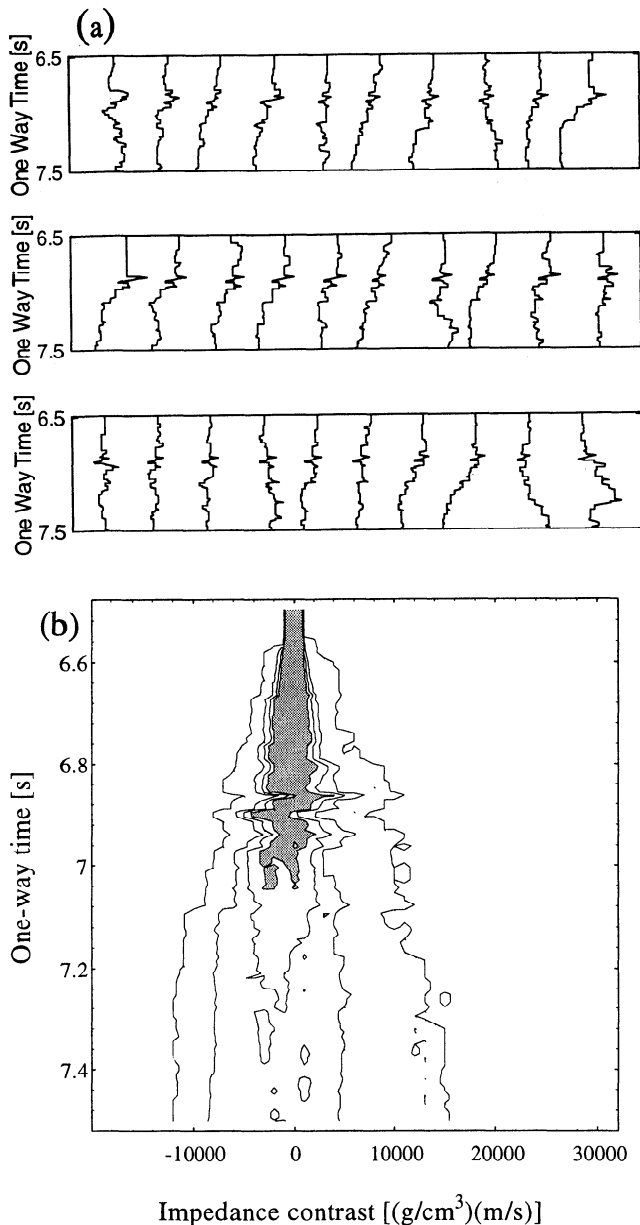 (a)
One Way Time [s]
6.5
7.5
One Way Time [s]
6.5
7.5
One Way Time [s]
6.5
7.5
(b)
One-way time [s]
6.6
6.8
7
7.2
7.4
-10000 0 10000 20000 30000
Impedance contrast [(g/cm³)(m/s)]